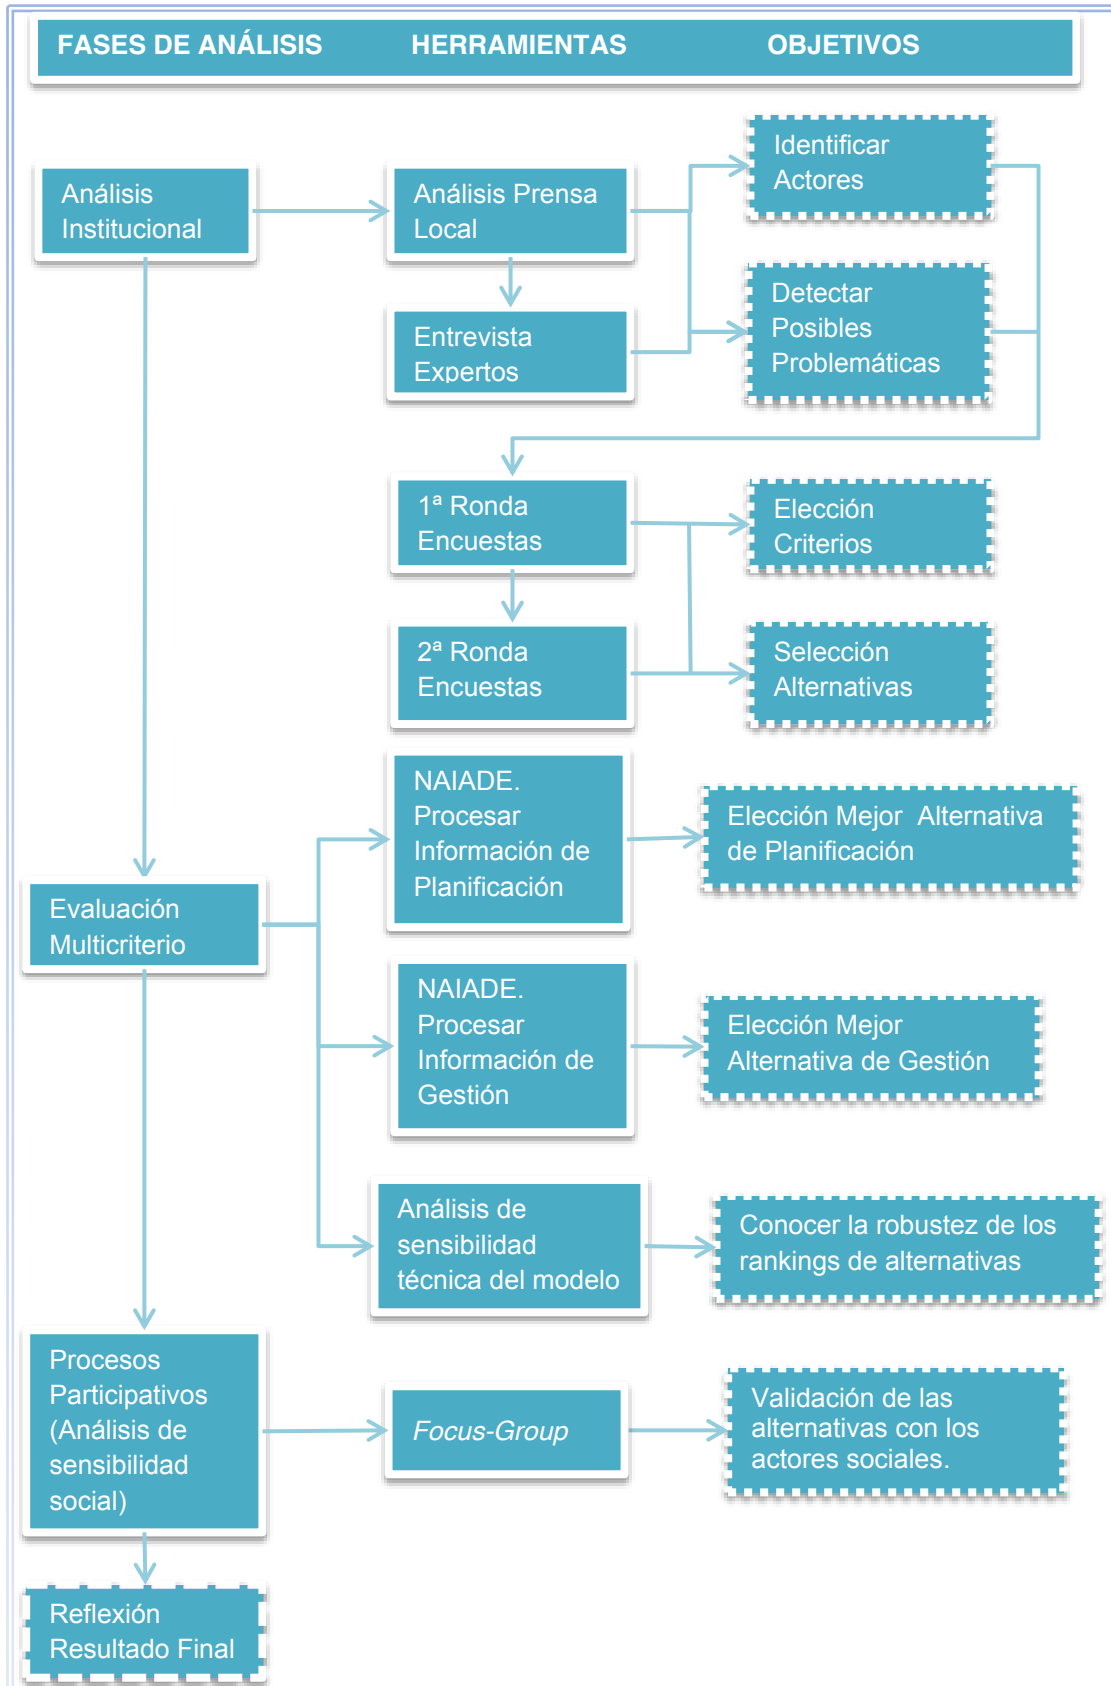 FASES DE ANÁLISIS HERRAMIENTAS OBJETIVOS
Análisis
Institucional
Análisis Prensa
Local
Identificar
Actores
Entrevista
Expertos
Detectar
Posibles
Problemáticas
1ª Ronda
Encuestas
Elección
Criterios
2ª Ronda
Encuestas
Selección
Alternativas
Evaluación
Multicriterio
NAIADE.
Procesar
Información de
Planificación
Elección Mejor Alternativa
de Planificación
NAIADE.
Procesar
Información de
Gestión
Elección Mejor
Alternativa de Gestión
Análisis de
sensibilidad
técnica del modelo
Conocer la robustez de los
rankings de alternativas
Procesos
Participativos
(Análisis de
sensibilidad
social)
Focus-Group
Validación de las
alternativas con los
actores sociales.
Reflexión
Resultado Final